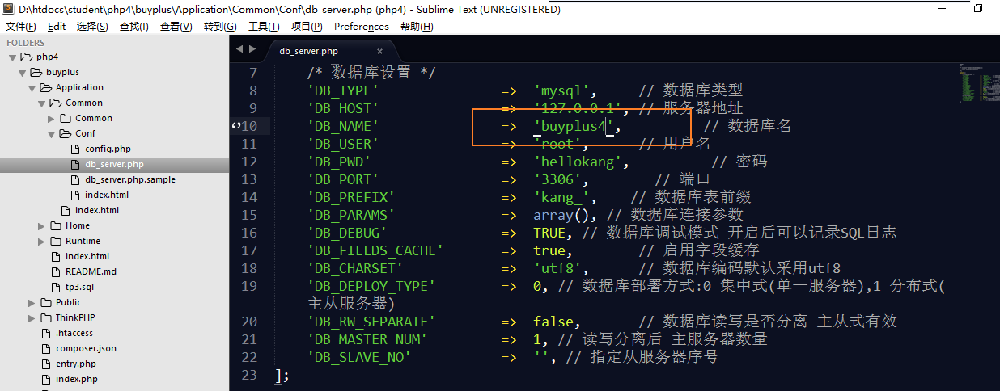 D:\htdocs\student\php4\buyplus\Application\Common\Conf\db_server.php (php4) - Sublime Text (UNREGISTERED)
文件(F) Edit 选择(S) 查找(I) 查看(V) 转到(G) 工具(T) 项目(P) Preferences 帮助(H)
FOLDERS
php4
buyplus
Application
Common
Common
Conf
config.php
db_server.php
db_server.php.sample
index.html
index.html
Home
Runtime
index.html
README.md
tp3.sql
Public
ThinkPHP
.htaccess
composer.json
entry.php
index.php
db_server.php ×
7 /* 数据库设置 */
8 'DB_TYPE' => 'mysql', // 数据库类型
9 'DB_HOST' => '127.0.0.1', // 服务器地址
10 'DB_NAME' => 'buyplus4', // 数据库名
11 'DB_USER' => 'root', // 用户名
12 'DB_PWD' => 'hellokang', // 密码
13 'DB_PORT' => '3306', // 端口
14 'DB_PREFIX' => 'kang_', // 数据库表前缀
15 'DB_PARAMS' => array(), // 数据库连接参数
16 'DB_DEBUG' => TRUE, // 数据库调试模式 开启后可以记录SQL日志
17 'DB_FIELDS_CACHE' => true, // 启用字段缓存
18 'DB_CHARSET' => 'utf8', // 数据库编码默认采用utf8
19 'DB_DEPLOY_TYPE' => 0, // 数据库部署方式:0 集中式(单一服务器),1 分布式(
主从服务器)
20 'DB_RW_SEPARATE' => false, // 数据库读写是否分离 主从式有效
21 'DB_MASTER_NUM' => 1, // 读写分离后 主服务器数量
22 'DB_SLAVE_NO' => '', // 指定从服务器序号
23 ];